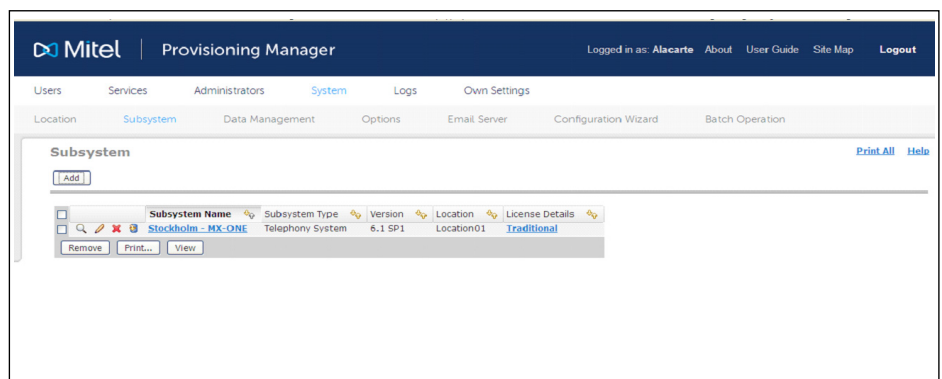 Mitel | Provisioning Manager
Logged in as: Alacarte About User Guide Site Map Logout
Users Services Administrators System Logs Own Settings
Location Subsystem Data Management Options Email Server Configuration Wizard Batch Operation
Subsystem
Print All Help
Add
Subsystem Name Subsystem Type Version Location License Details
Stockholm - MX-ONE Telephony System 6.1 SP1 Location01 Traditional
Remove Print... View